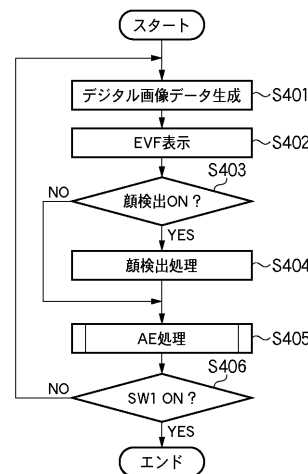 スタート
デジタル画像データ生成 S401
EVF表示 S402
S403
NO 顔検出ON?
YES
顔検出処理 S404
AE処理 S405
S406
NO SW1 ON?
YES
エンド